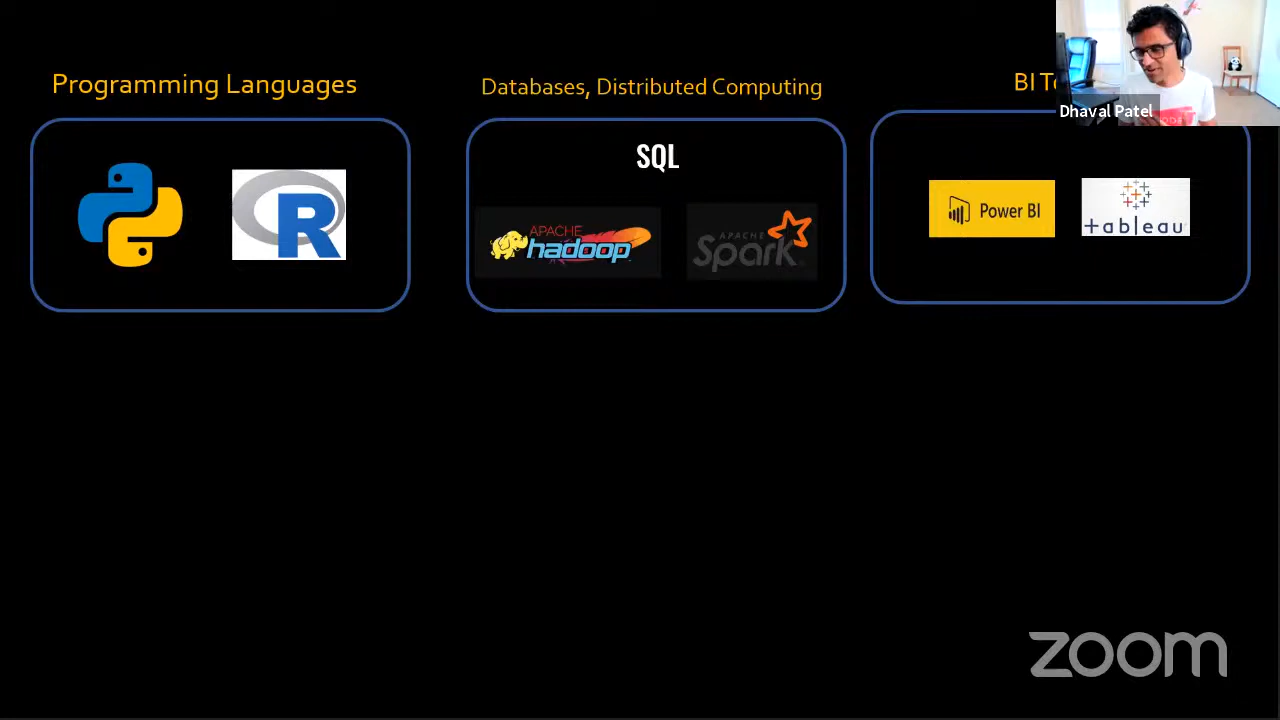 Programming Languages
Databases, Distributed Computing
BI
Dhaval Patel
SQL
R
APACHE
hadoop
APACHE
Spark
Power BI
+ableau
zoom